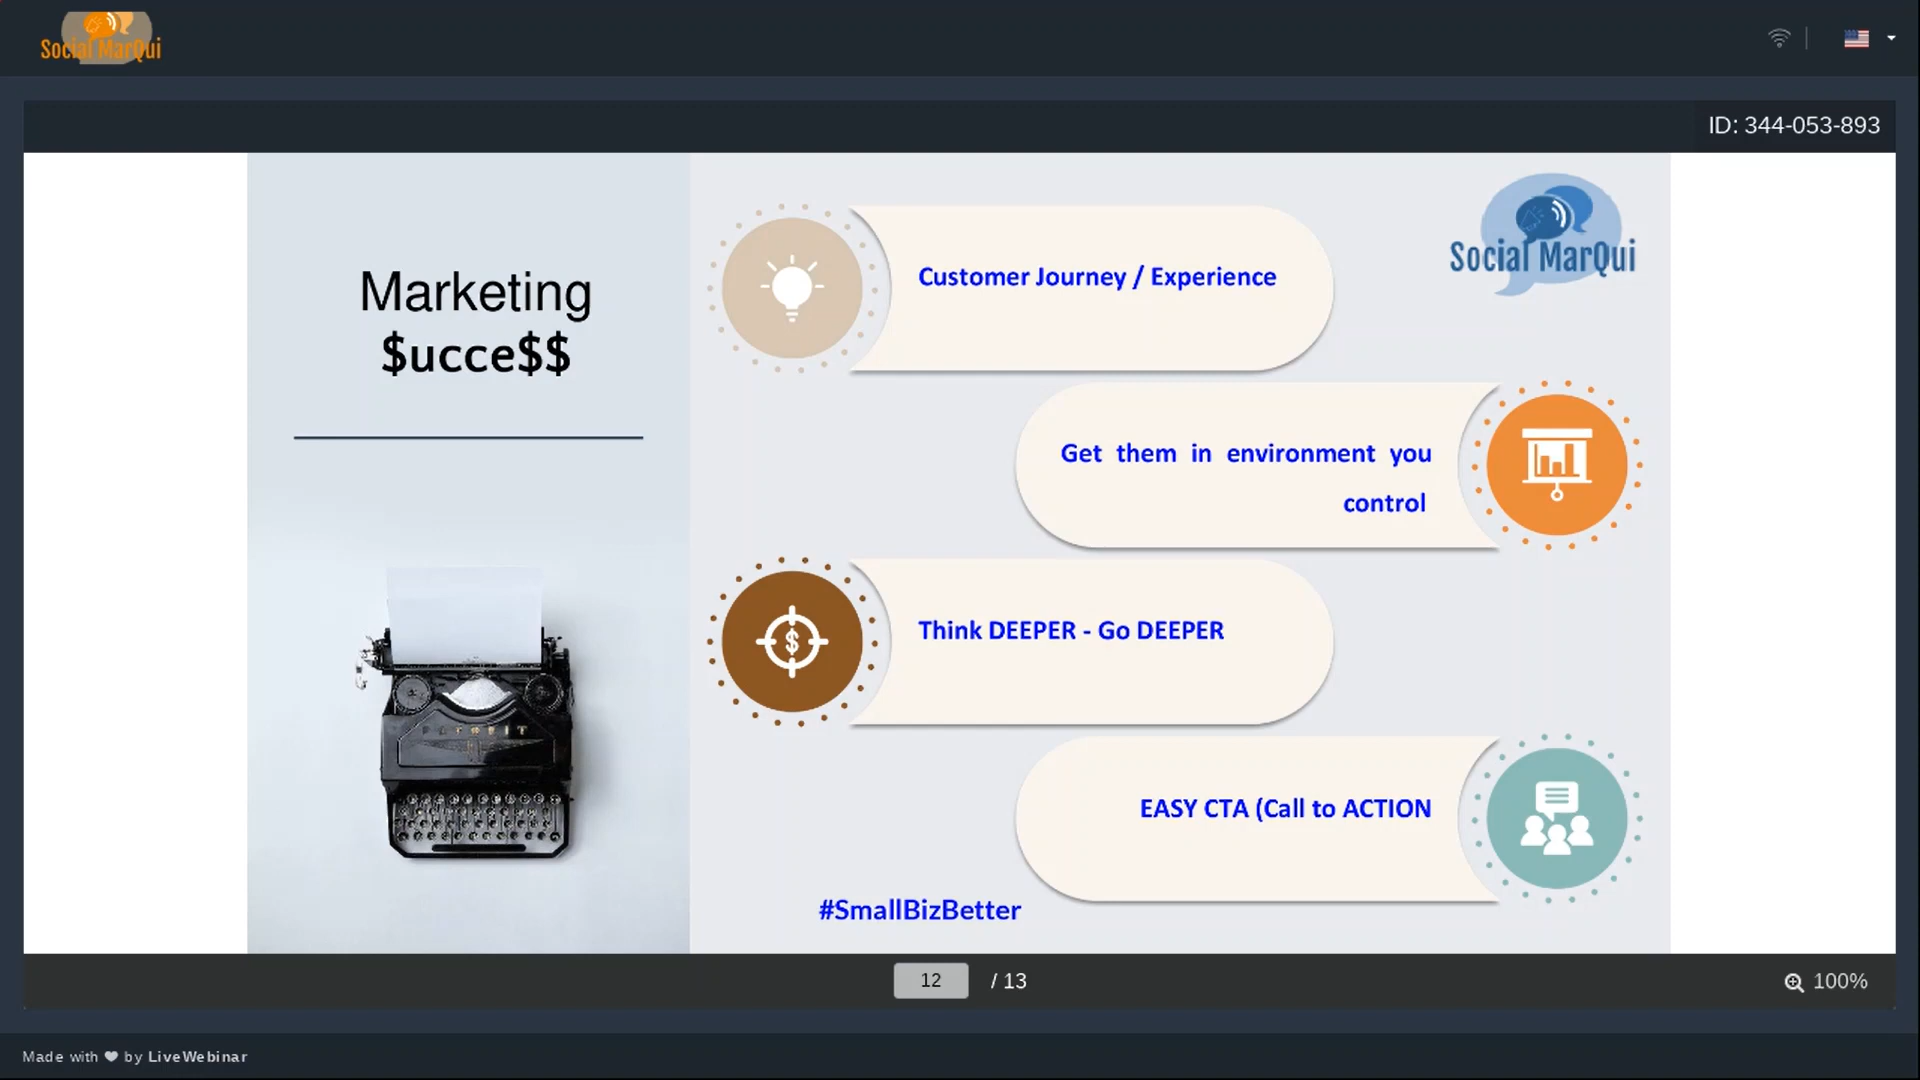 Social MarQui
ID: 344-053-893
Marketing
$ucce$$
Customer Journey / Experience
Social MarQui
Get them in environment you
control
Think DEEPER - Go DEEPER
PATRIT
EASY CTA (Call to ACTION
#SmallBizBetter
12 / 13
100%
Made with ❤ by LiveWebinar